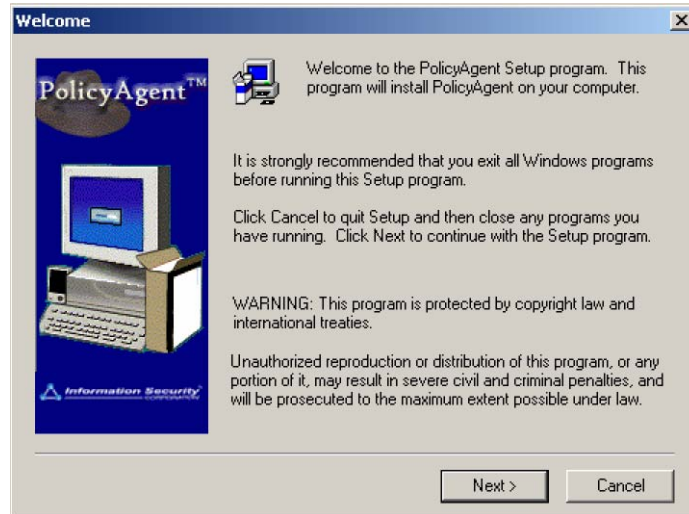 Welcome
PolicyAgent™
Welcome to the PolicyAgent Setup program. This
program will install PolicyAgent on your computer.
It is strongly recommended that you exit all Windows programs
before running this Setup program.
Click Cancel to quit Setup and then close any programs you
have running. Click Next to continue with the Setup program.
WARNING: This program is protected by copyright law and
international treaties.
Unauthorized reproduction or distribution of this program, or any
portion of it, may result in severe civil and criminal penalties, and
will be prosecuted to the maximum extent possible under law.
Information Security
CORPORATION
Next >
Cancel